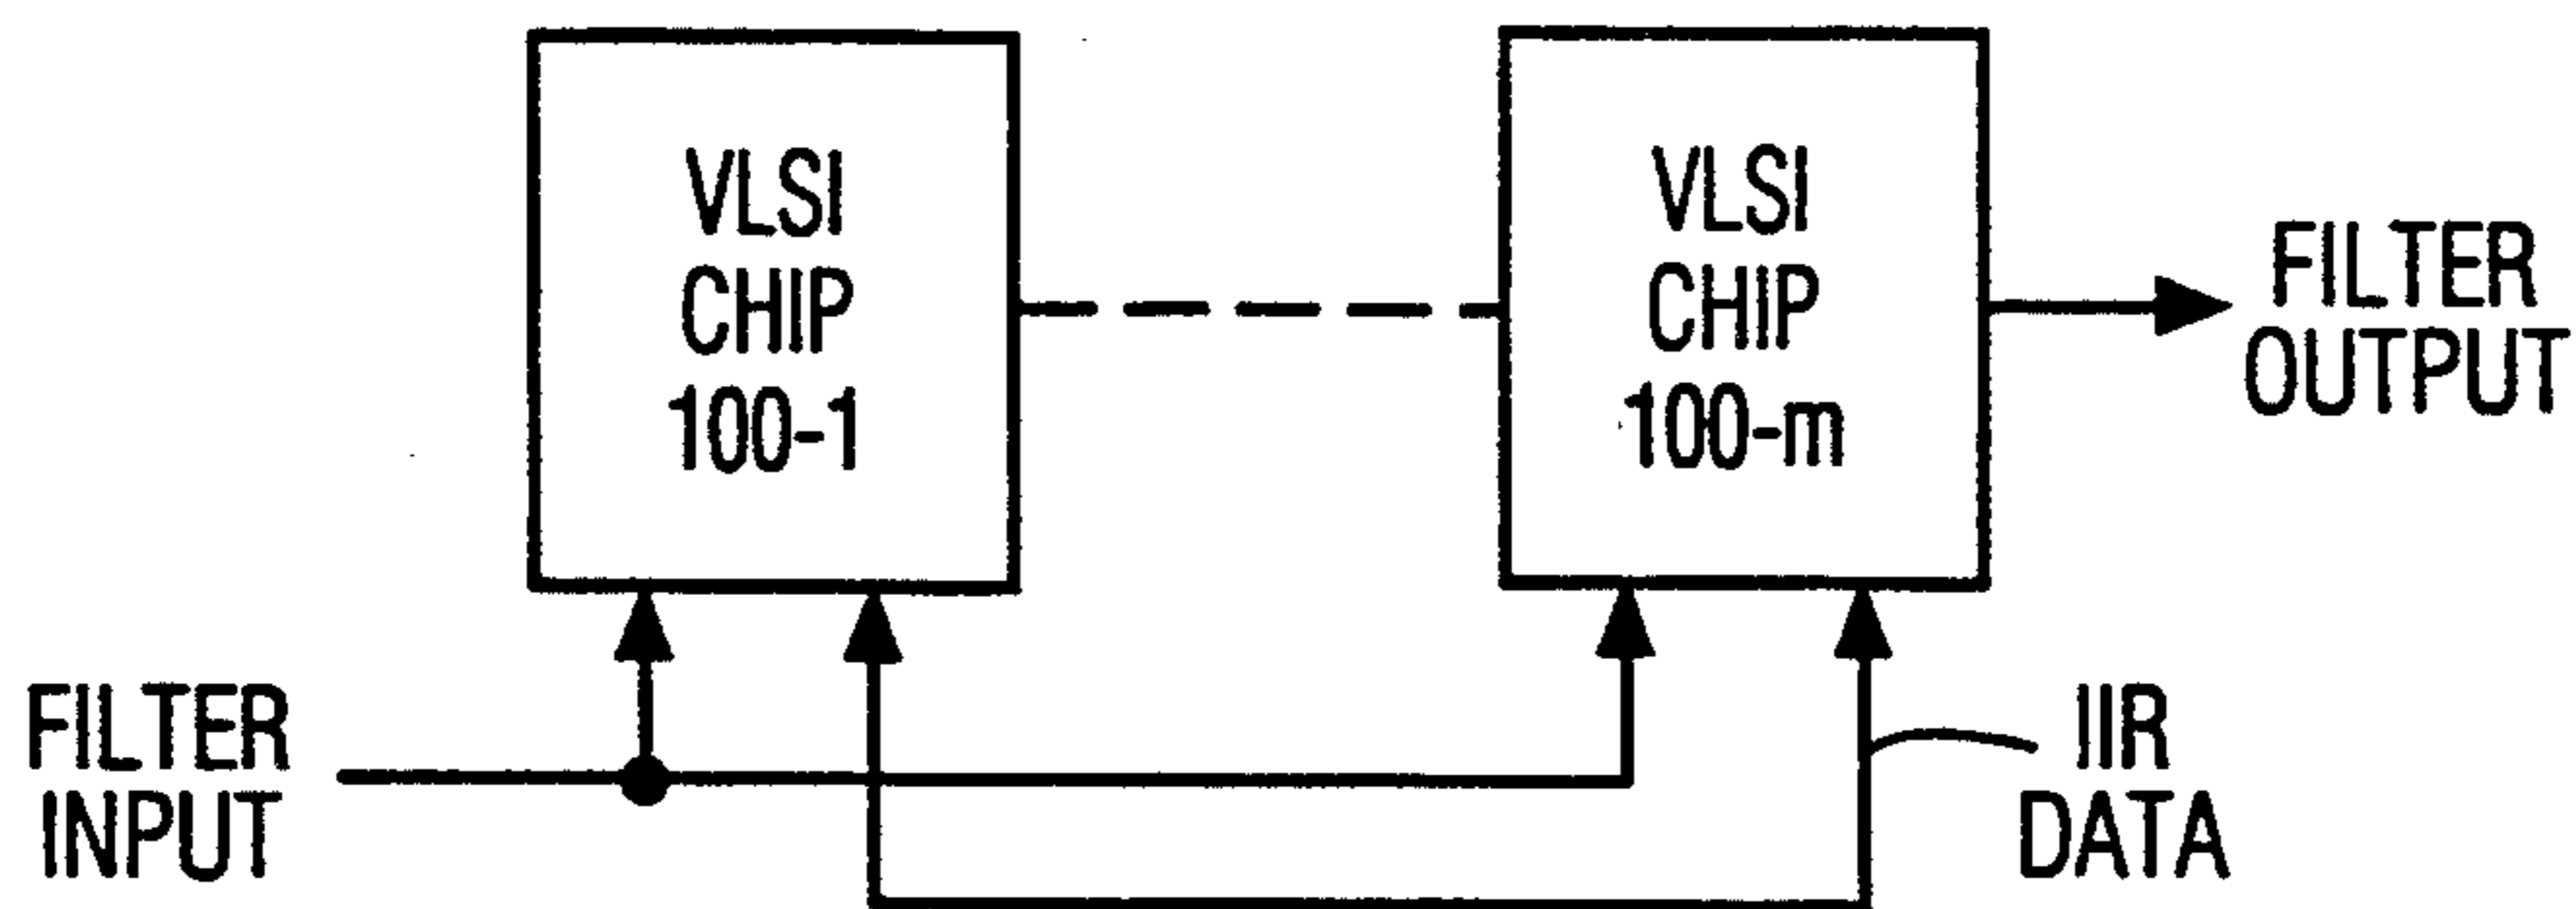 VLSI
CHIP
100-1
VLSI
CHIP
100-m
FILTER
OUTPUT
FILTER
INPUT
IIR
DATA